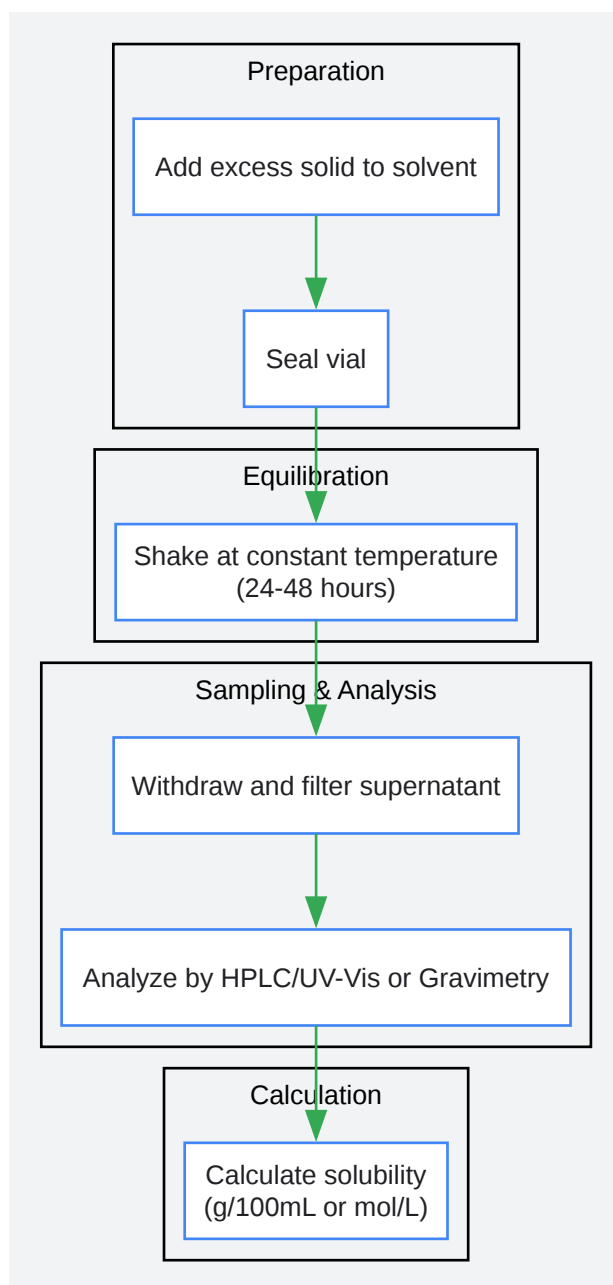 Preparation
Add excess solid to solvent
Seal vial
Equilibration
Shake at constant temperature
(24-48 hours)
Sampling & Analysis
Withdraw and filter supernatant
Analyze by HPLC/UV-Vis or Gravimetry
Calculation
Calculate solubility
(g/100mL or mol/L)